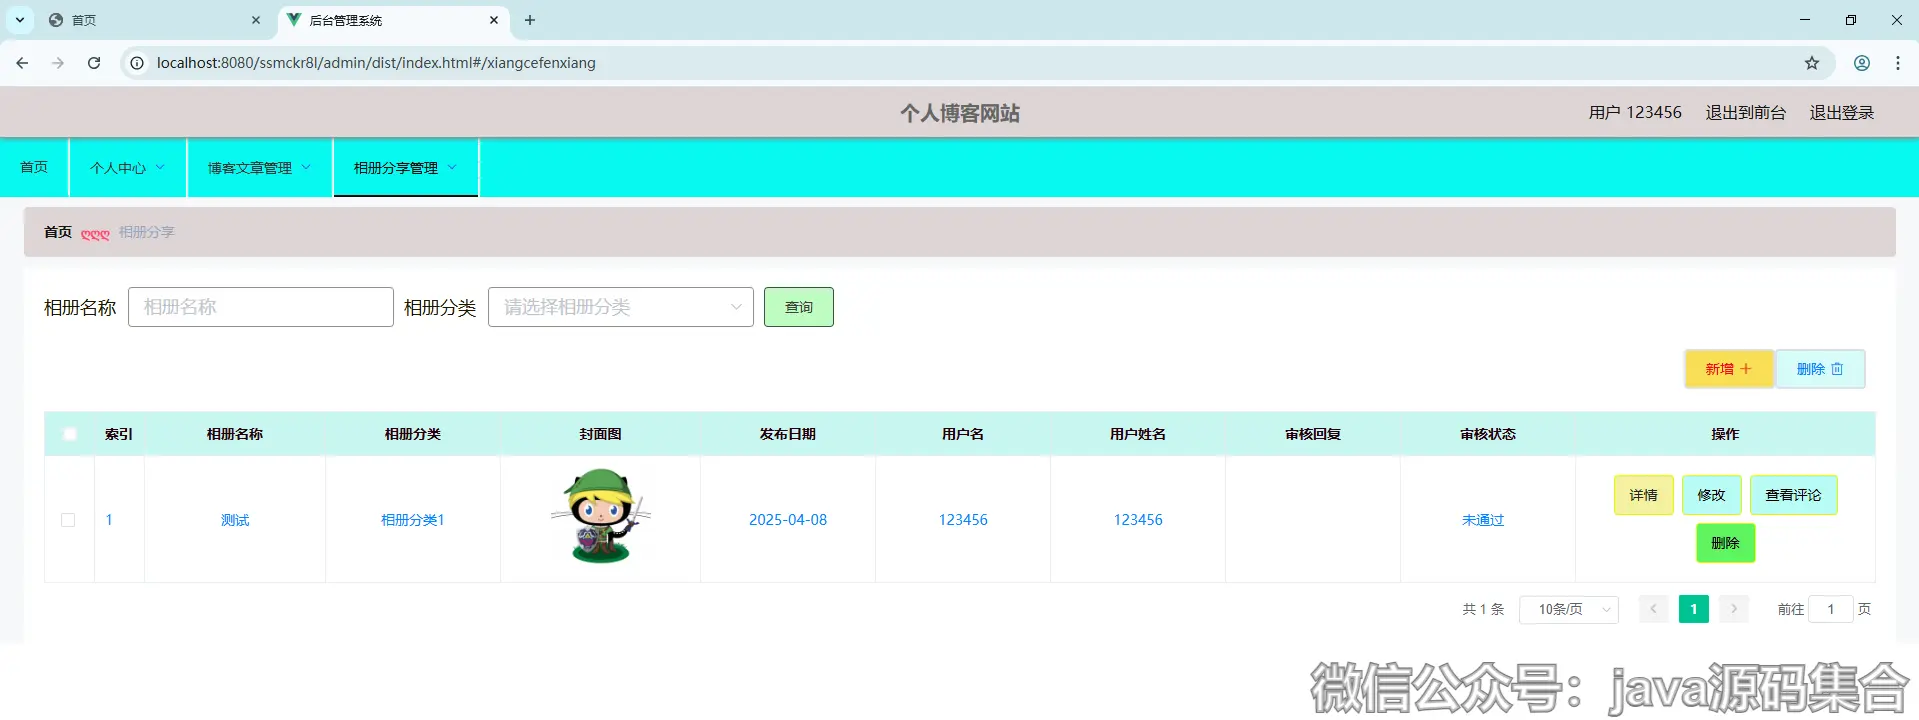 首页
后台管理系统
localhost:8080/ssmckr8l/admin/dist/index.html#/xiangcefenxiang
个人博客网站
用户 123456 退出到前台 退出登录
首页 个人中心 博客文章管理 相册分享管理
首页 ღღღ 相册分享
相册名称 相册名称 相册分类 请选择相册分类 查询
新增 删除
索引 相册名称 相册分类 封面图 发布日期 用户名 用户姓名 审核回复 审核状态 操作
1 测试 相册分类1 2025-04-08 123456 123456 未通过 详情 修改 查看评论
删除
共 1 条 10条/页 1 前往 1 页
微信公众号：java源码集合